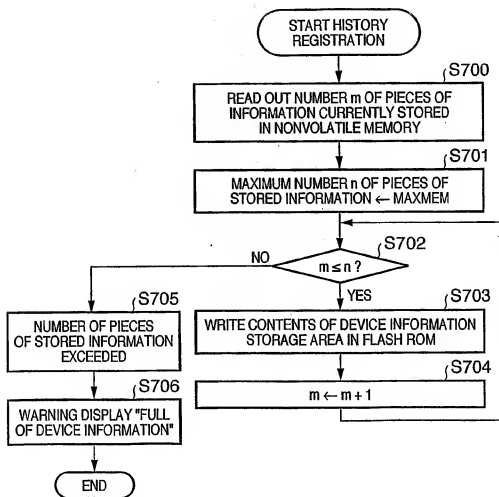 START HISTORY
REGISTRATION
S700
READ OUT NUMBER m OF PIECES OF
INFORMATION CURRENTLY STORED
IN NONVOLATILE MEMORY
S701
MAXIMUM NUMBER n OF PIECES OF
STORED INFORMATION ← MAXMEM
S702
m ≤ n ?
NO
YES
S705
NUMBER OF PIECES
OF STORED INFORMATION
EXCEEDED
S706
WARNING DISPLAY "FULL
OF DEVICE INFORMATION"
END
S703
WRITE CONTENTS OF DEVICE INFORMATION
STORAGE AREA IN FLASH ROM
S704
m ← m + 1